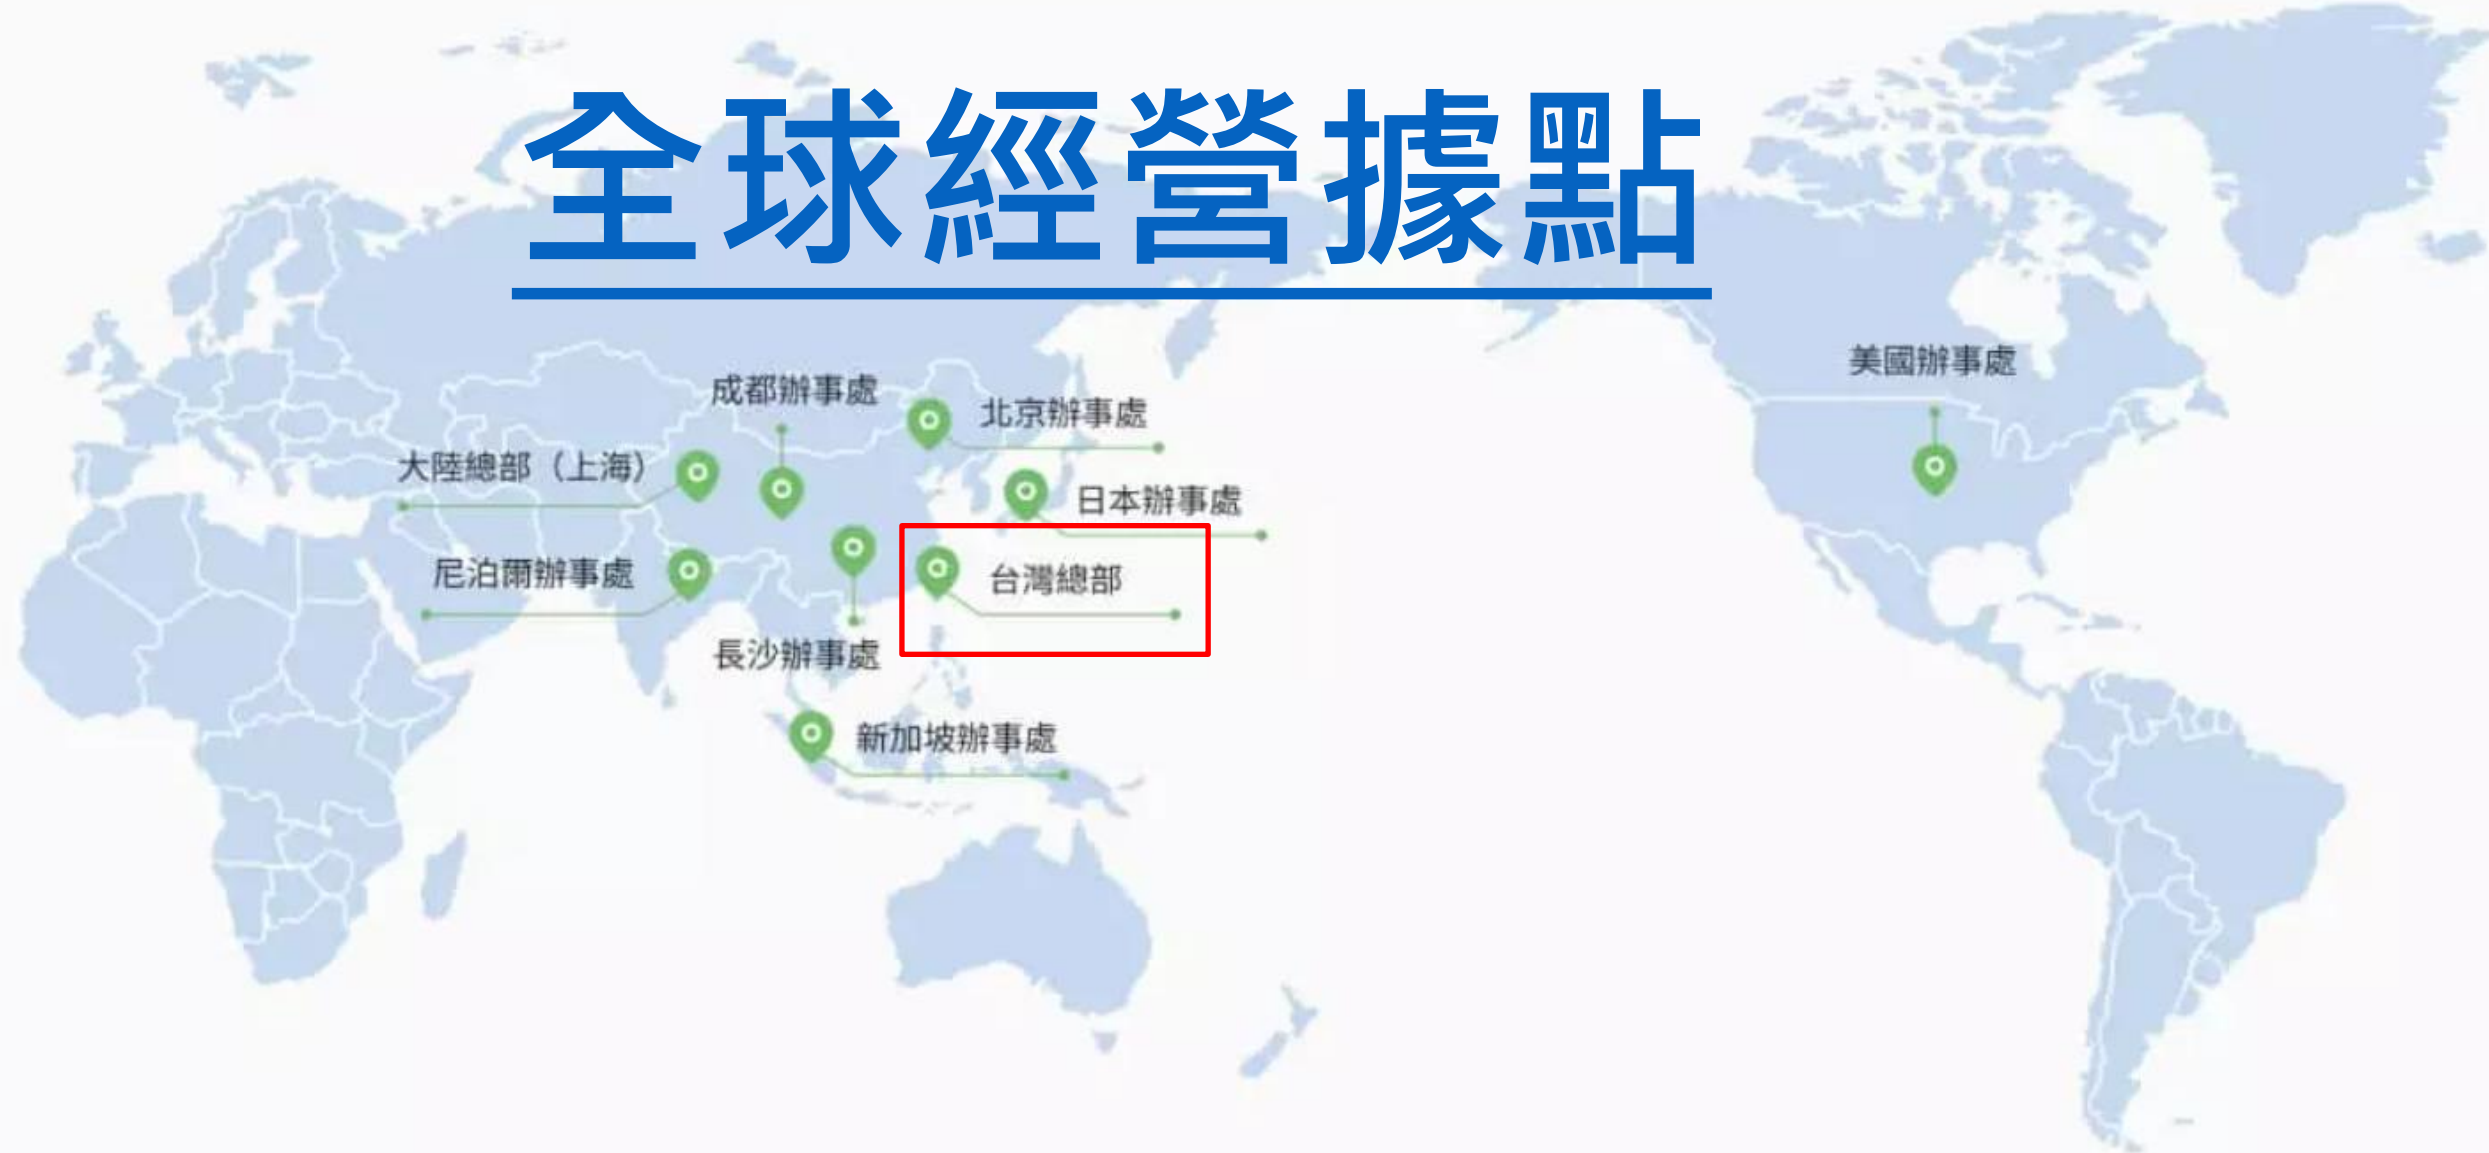 全球經營據點
美國辦事處
成都辦事處
北京辦事處
大陸總部（上海）
日本辦事處
尼泊爾辦事處
台灣總部
長沙辦事處
新加坡辦事處